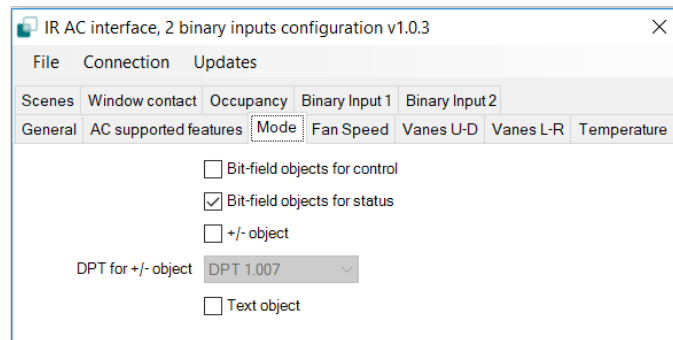 IR AC interface, 2 binary inputs configuration v1.0.3
File Connection Updates
Scenes Window contact Occupancy Binary Input 1 Binary Input 2
General AC supported features Mode Fan Speed Vanes U-D Vanes L-R Temperature
Bit-field objects for control
Bit-field objects for status
+/- object
DPT for +/- object DPT 1.007
Text object